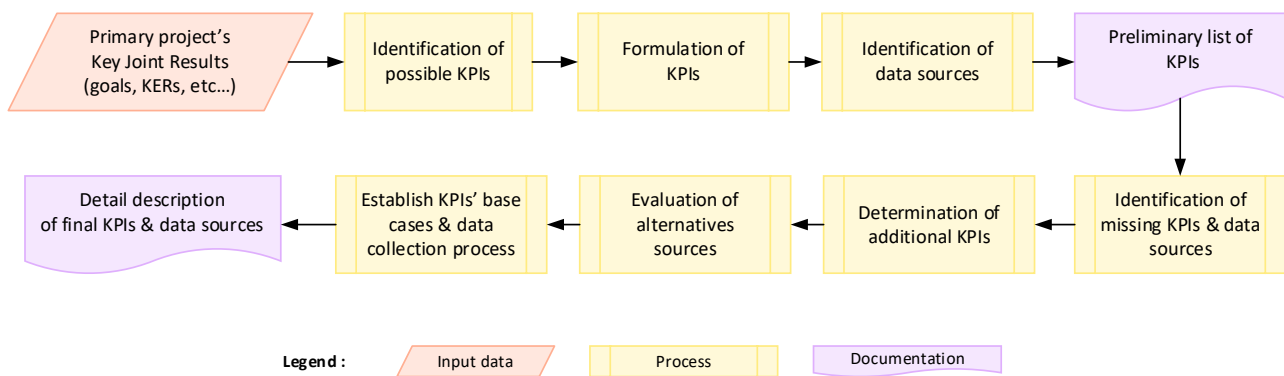 Primary project's
Key Joint Results
(goals, KERs, etc...)
Identification of
possible KPIs
Formulation of
KPIs
Identification of
data sources
Preliminary list of
KPIs
Identification of
missing KPIs & data
sources
Determination of
additional KPIs
Evaluation of
alternatives
sources
Establish KPIs' base
cases & data
collection process
Detail description
of final KPIs & data sources
Legend :
Input data
Process
Documentation